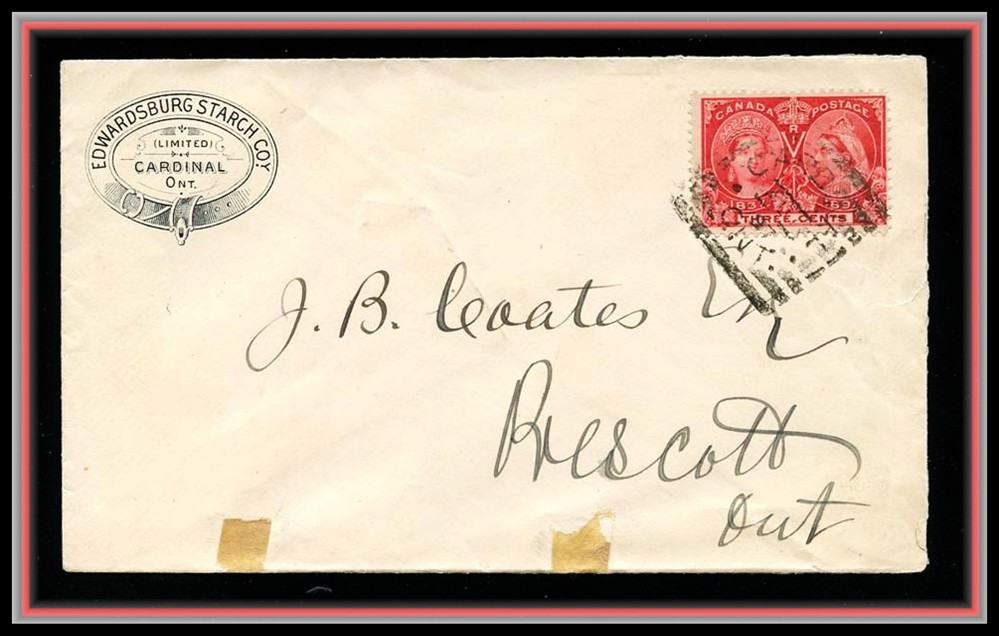 EDWARDSBURG STARCH COY.
(LIMITED)
CARDINAL
ONT.
CANADA POSTAGE
V R I
1837 1897
THREE CENTS
J. B. Coates
Prescott
Ont